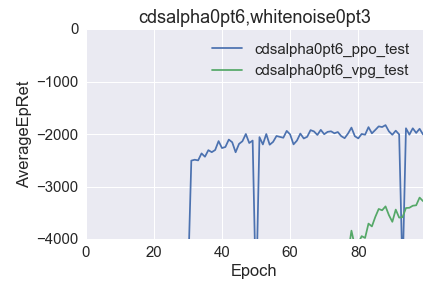 cdsalpha0pt6,whitenoise0pt3
0
cdsalpha0pt6_ppo_test
cdsalpha0pt6_vpg_test
−1000
−2000
−3000
−4000
AverageEpRet
0 20 40 60 80
Epoch